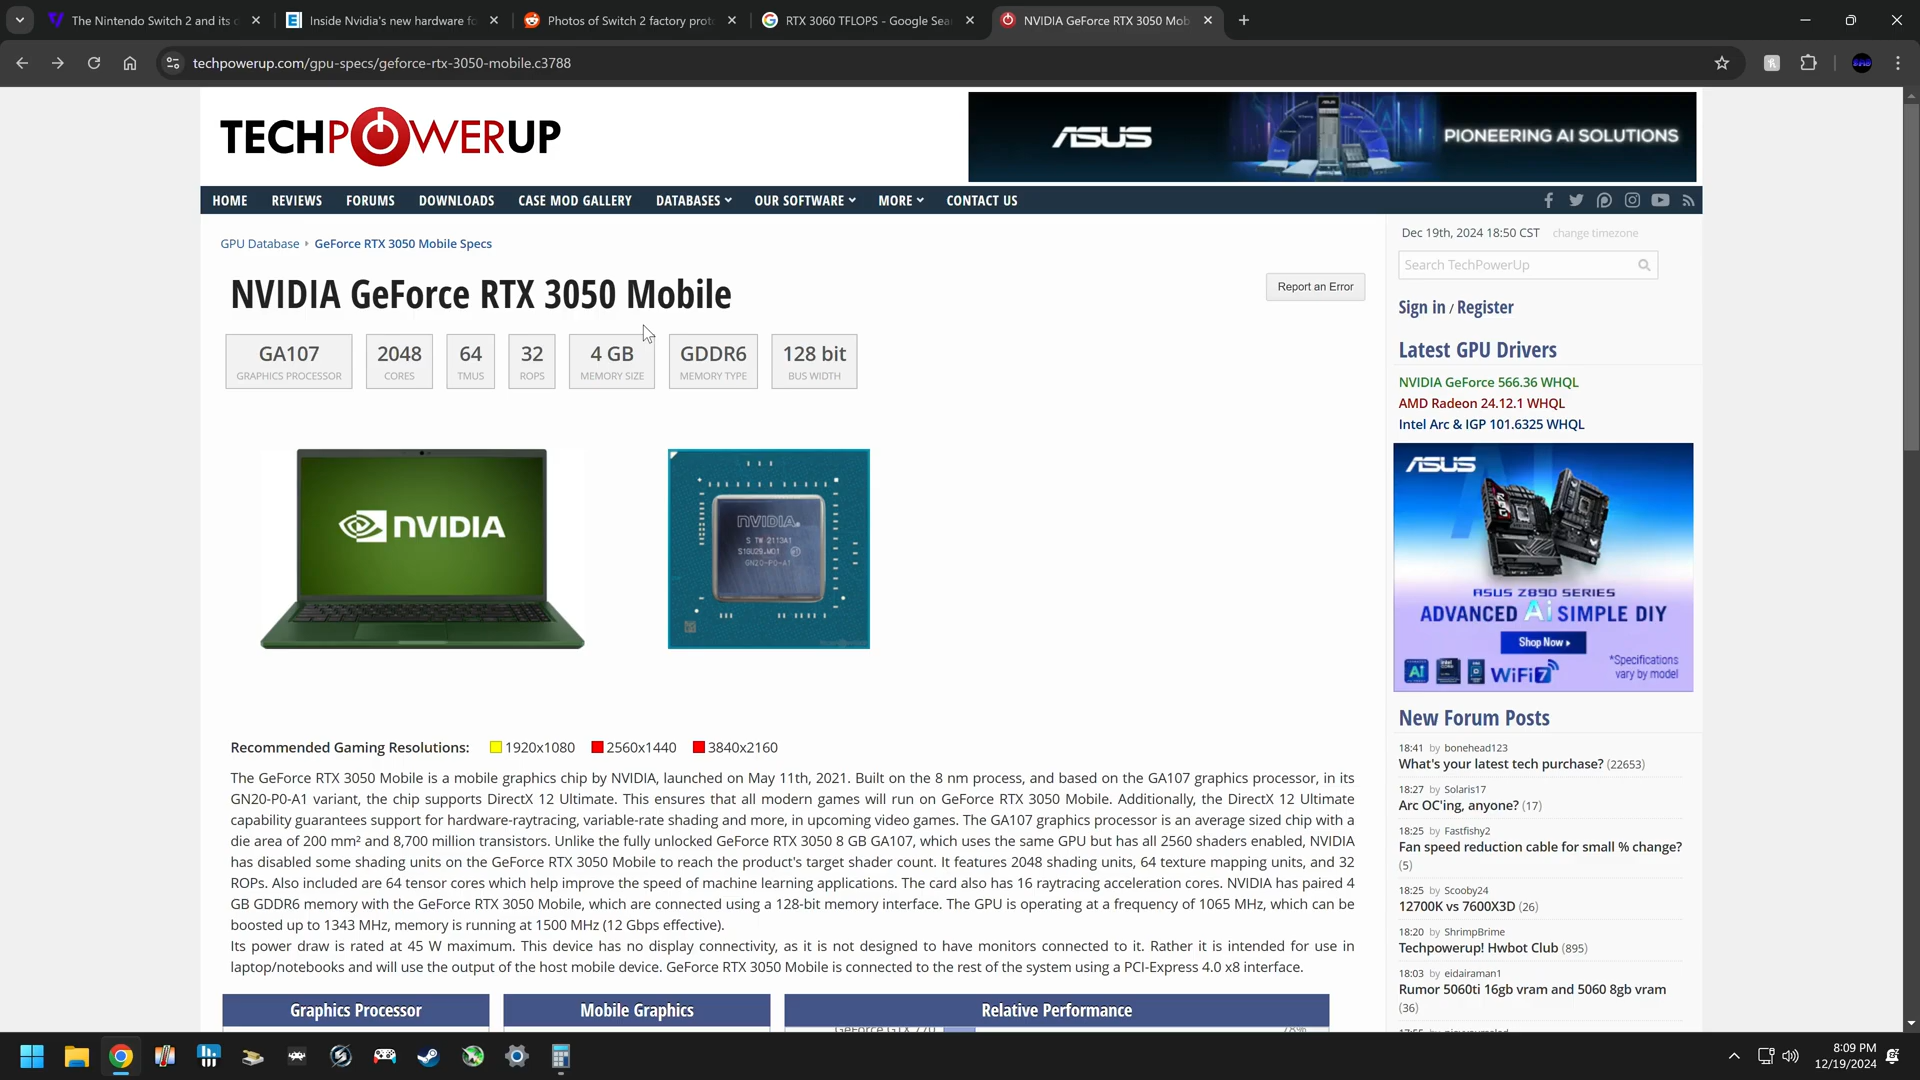 The Nintendo Switch 2 and its
Inside Nvidia's new hardware fo
Photos of Switch 2 factory prot
RTX 3060 TFLOPS - Google Sea
NVIDIA GeForce RTX 3050 Mob
techpowerup.com/gpu-specs/geforce-rtx-3050-mobile.c3788
TECHPOWERUP
ASUS
PIONEERING AI SOLUTIONS
HOME REVIEWS FORUMS DOWNLOADS CASE MOD GALLERY DATABASES OUR SOFTWARE MORE CONTACT US
GPU Database GeForce RTX 3050 Mobile Specs
NVIDIA GeForce RTX 3050 Mobile
Report an Error
GA107 2048 64 32 4 GB GDDR6 128 bit
GRAPHICS PROCESSOR CORES TMUS ROPS MEMORY SIZE MEMORY TYPE BUS WIDTH
NVIDIA
NVIDIA
S TW 2113A1
GN20-P0-A1
Recommended Gaming Resolutions: 1920x1080 2560x1440 3840x2160
The GeForce RTX 3050 Mobile is a mobile graphics chip by NVIDIA, launched on May 11th, 2021. Built on the 8 nm process, and based on the GA107 graphics processor, in its
GN20-P0-A1 variant, the chip supports DirectX 12 Ultimate. This ensures that all modern games will run on GeForce RTX 3050 Mobile. Additionally, the DirectX 12 Ultimate
capability guarantees support for hardware-raytracing, variable-rate shading and more, in upcoming video games. The GA107 graphics processor is an average sized chip with a
die area of 200 mm² and 8,700 million transistors. Unlike the fully unlocked GeForce RTX 3050 8 GB GA107, which uses the same GPU but has all 2560 shaders enabled, NVIDIA
has disabled some shading units on the GeForce RTX 3050 Mobile to reach the product's target shader count. It features 2048 shading units, 64 texture mapping units, and 32
ROPs. Also included are 64 tensor cores which help improve the speed of machine learning applications. The card also has 16 raytracing acceleration cores. NVIDIA has paired 4
GB GDDR6 memory with the GeForce RTX 3050 Mobile, which are connected using a 128-bit memory interface. The GPU is operating at a frequency of 1065 MHz, which can be
boosted up to 1343 MHz, memory is running at 1500 MHz (12 Gbps effective).
Its power draw is rated at 45 W maximum. This device has no display connectivity, as it is not designed to have monitors connected to it. Rather it is intended for use in
laptop/notebooks and will use the output of the host mobile device. GeForce RTX 3050 Mobile is connected to the rest of the system using a PCI-Express 4.0 x8 interface.
Graphics Processor
Mobile Graphics
Relative Performance
GeForce GTX 770 78%
Dec 19th, 2024 18:50 CST change timezone
Search TechPowerUp
Sign in / Register
Latest GPU Drivers
NVIDIA GeForce 566.36 WHQL
AMD Radeon 24.12.1 WHQL
Intel Arc & IGP 101.6325 WHQL
ASUS
ASUS Z890 SERIES
ADVANCED Ai SIMPLE DIY
Shop Now
WiFi 7
*Specifications
vary by model
New Forum Posts
18:41 by bonehead123
What's your latest tech purchase? (22653)
18:27 by Solaris17
Arc OC'ing, anyone? (17)
18:25 by Fastfishy2
Fan speed reduction cable for small % change?
(5)
18:25 by Scooby24
12700K vs 7600X3D (26)
18:20 by ShrimpBrime
Techpowerup! Hwbot Club (895)
18:03 by eidairaman1
Rumor 5060ti 16gb vram and 5060 8gb vram
(36)
8:09 PM
12/19/2024